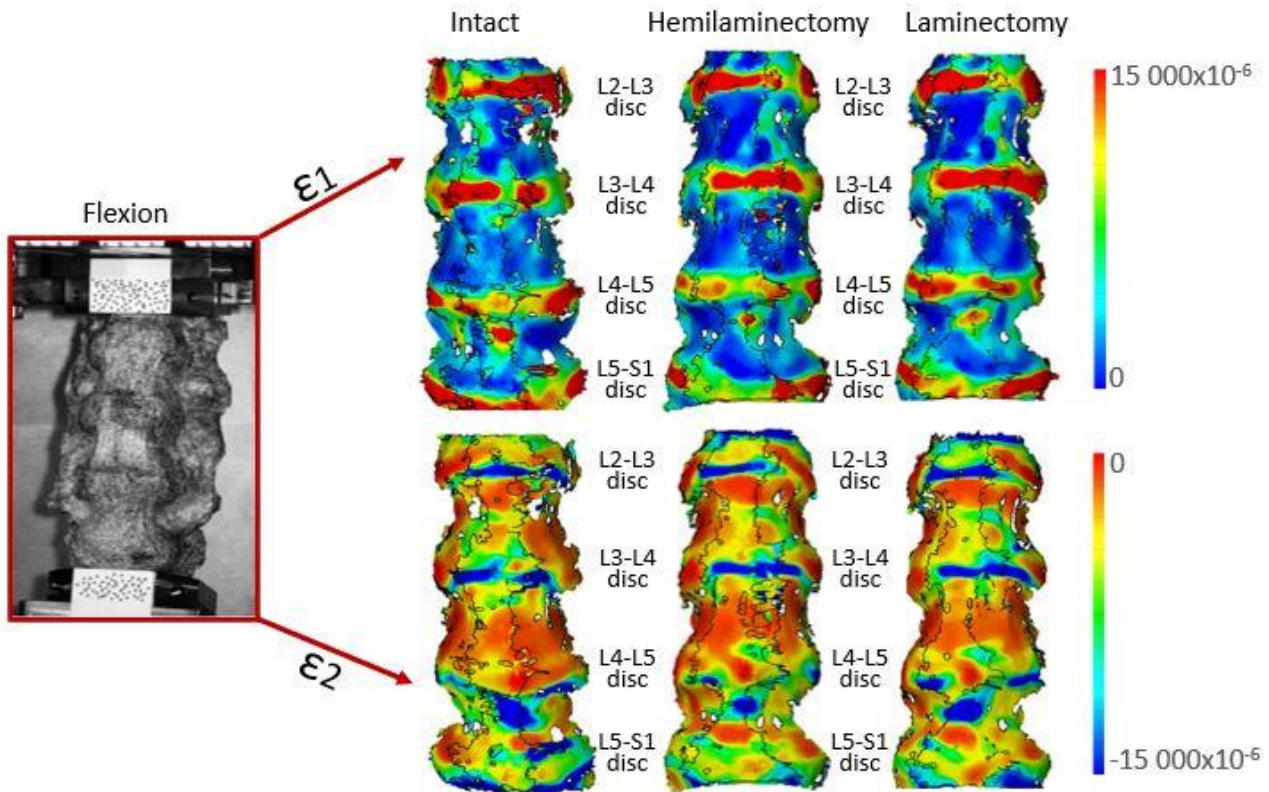 Intact
Hemilaminectomy
Laminectomy
Flexion
ε1
ε2
L2-L3
disc
L3-L4
disc
L4-L5
disc
L5-S1
disc
L2-L3
disc
L3-L4
disc
L4-L5
disc
L5-S1
disc
15 000x10⁻⁶
0
L2-L3
disc
L3-L4
disc
L4-L5
disc
L5-S1
disc
L2-L3
disc
L3-L4
disc
L4-L5
disc
L5-S1
disc
0
-15 000x10⁻⁶